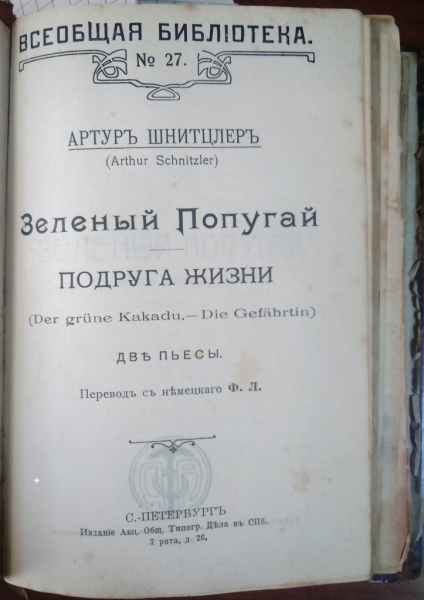 ВСЕОБЩАЯ БИБЛІОТЕКА.
№ 27.
АРТУРЪ ШНИТЦЛЕРЪ
(Arthur Schnitzler)
Зеленый Попугай
ПОДРУГА ЖИЗНИ
(Der grüne Kakadu.—Die Gefährtin)
ДВѢ ПЬЕСЫ.
Переводъ съ нѣмецкаго Ф. Л.
С.-ПЕТЕРБУРГЪ
Изданіе Акц. Общ. Типогр. Дѣла въ СПб.
7 рота, д. 26.